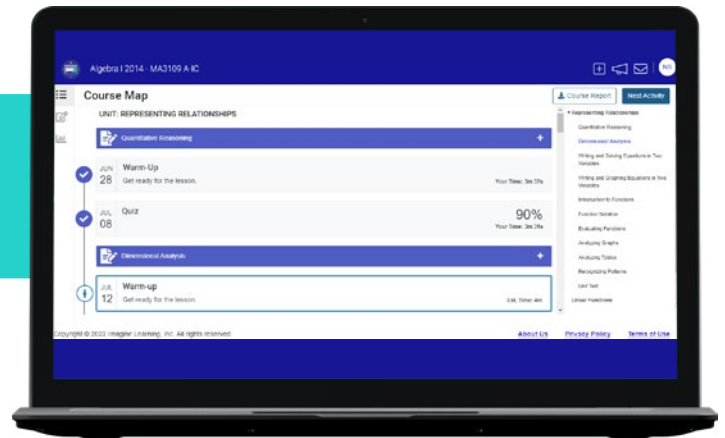 Algebra I 2014 - MA3109 A-IC
NS
Course Map
Course Report
Next Activity
UNIT: REPRESENTING RELATIONSHIPS
Quantitative Reasoning +
JUN 28
Warm-Up
Get ready for the lesson.
Your Time: 3m 37s
JUL 08
Quiz
90%
Your Time: 3m 39s
Dimensional Analysis +
JUL 12
Warm-up
Get ready for the lesson.
Est. Time: 4m
Representing Relationships
Quantitative Reasoning
Dimensional Analysis
Writing and Solving Equations in Two
Variables
Writing and Graphing Equations in Two
Variables
Introduction to Functions
Function Notation
Evaluating Functions
Analyzing Graphs
Analyzing Tables
Recognizing Patterns
Unit Test
Linear Functions
Copyright © 2022 Imagine Learning, Inc. All rights reserved.
About Us
Privacy Policy
Terms of Use